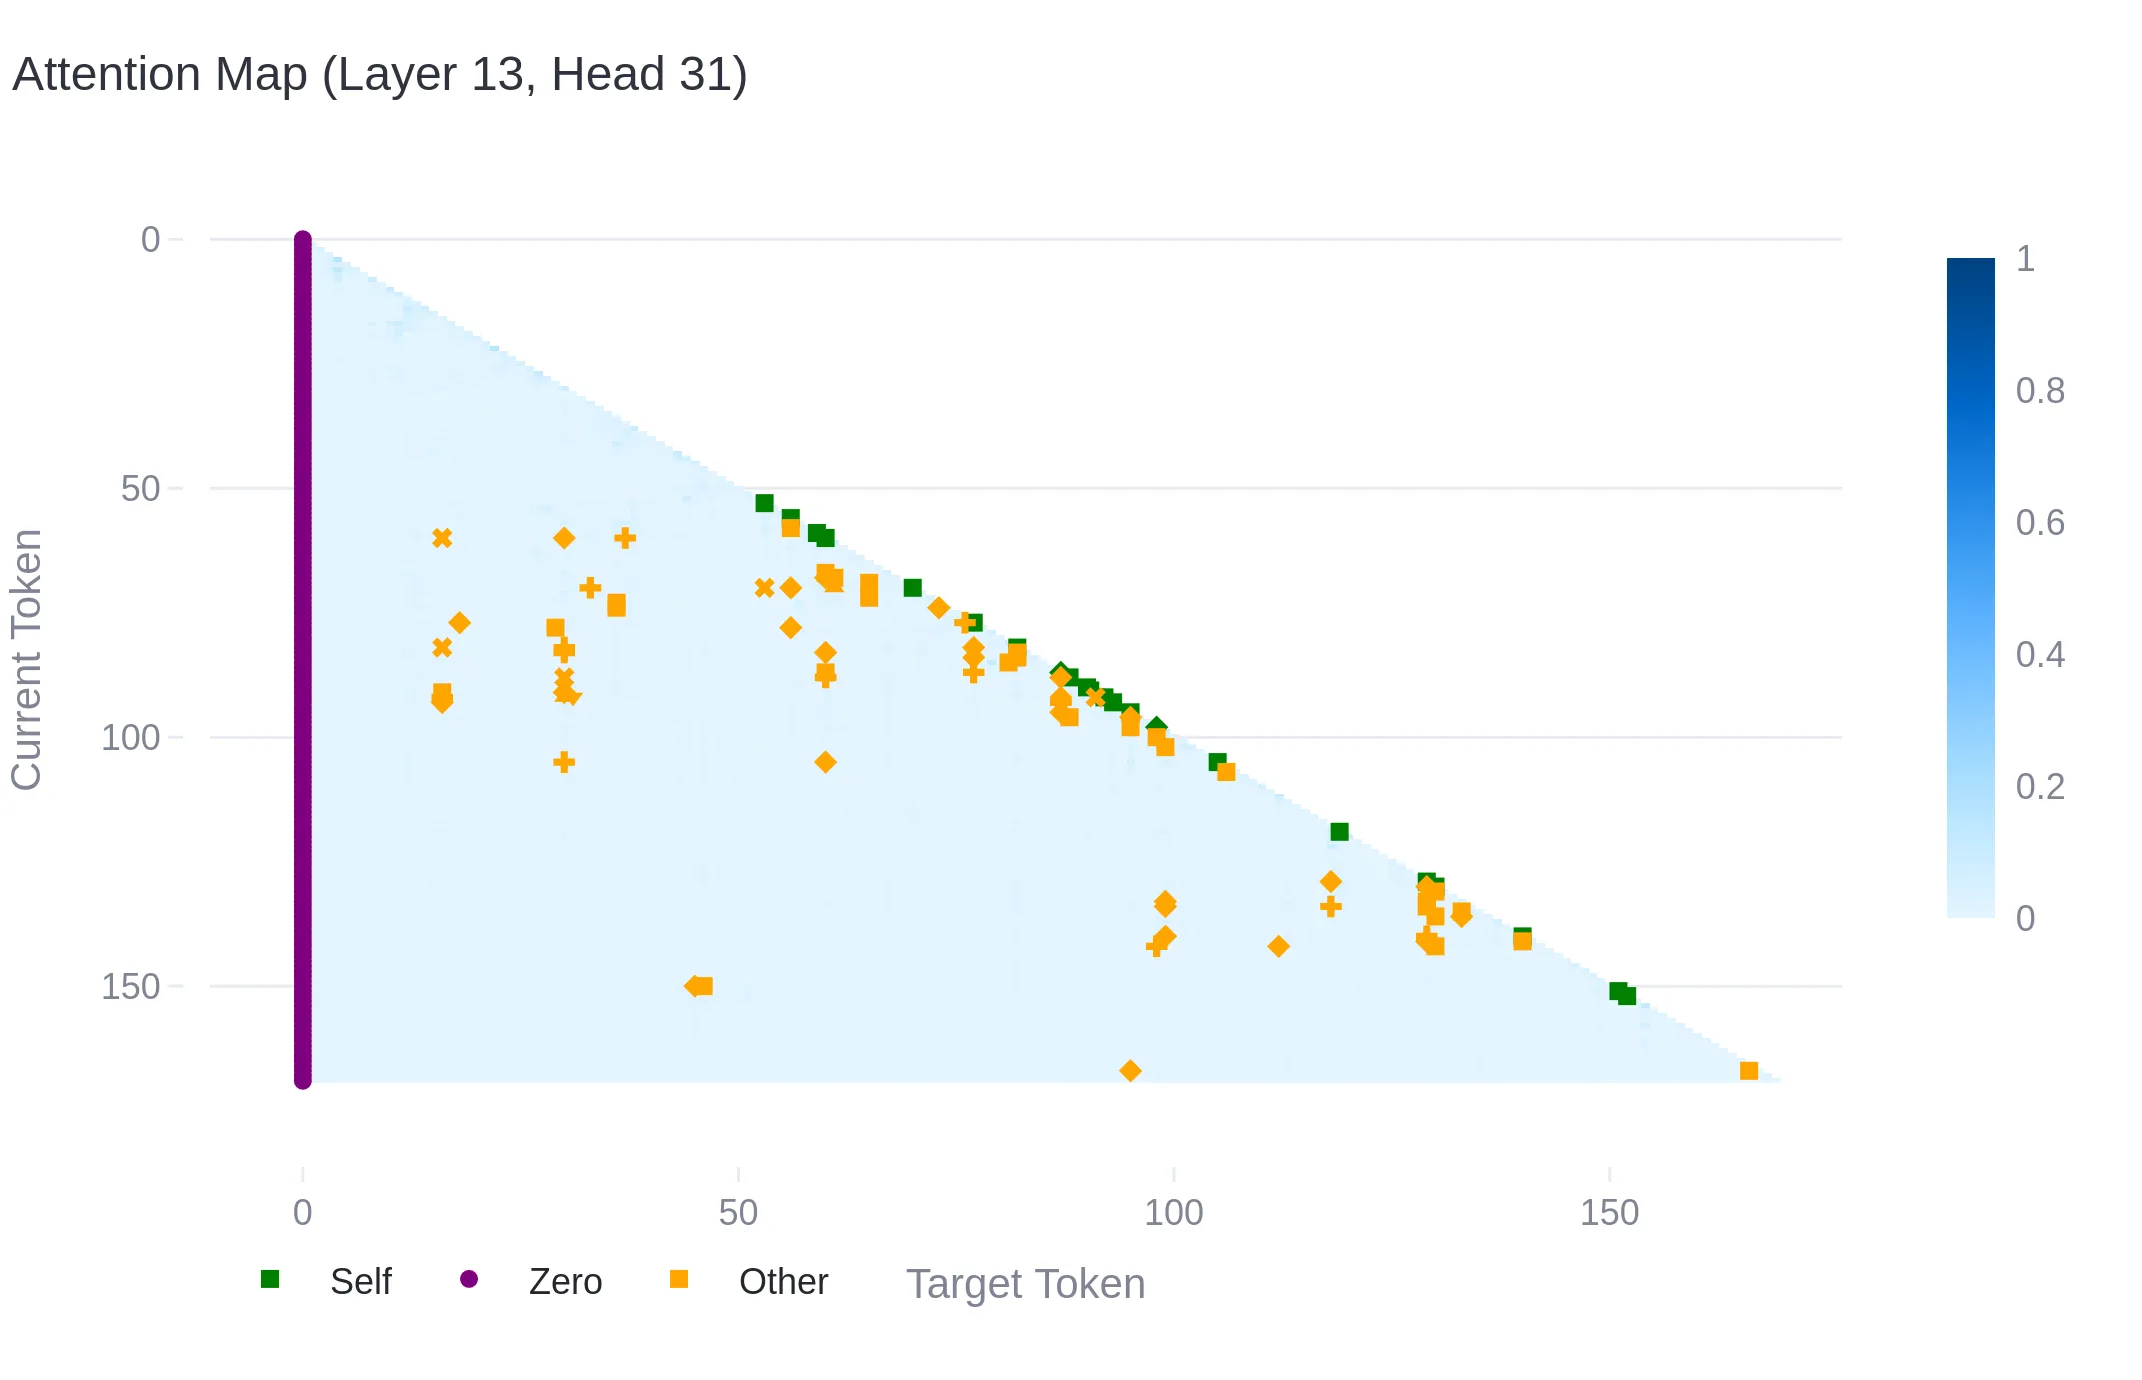 Attention Map (Layer 13, Head 31)
Current Token
0
50
100
150
0
50
100
150
Target Token
Self
Zero
Other
1
0.8
0.6
0.4
0.2
0